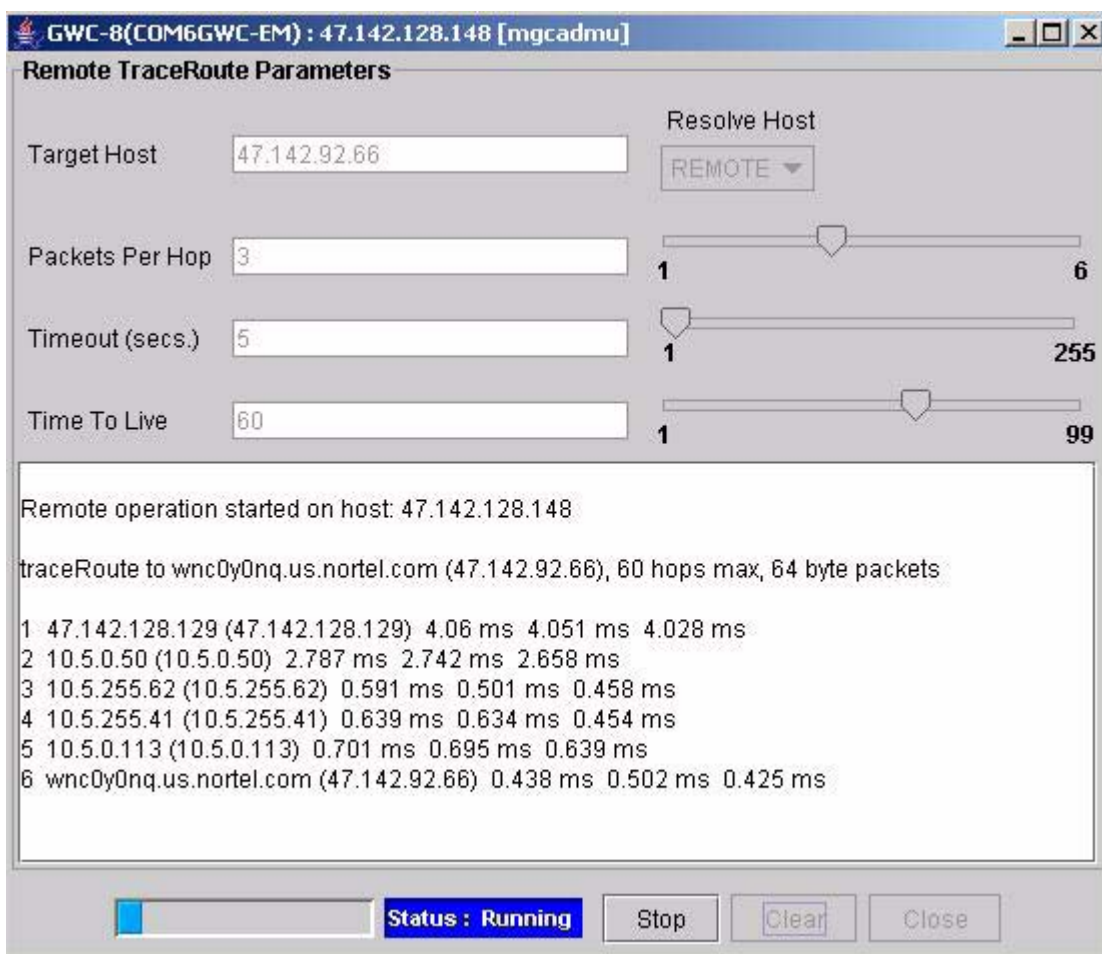 GWC-8(COM6GWC-EM) : 47.142.128.148 [mgcadmu]
Remote TraceRoute Parameters
Resolve Host
Target Host 47.142.92.66 REMOTE
Packets Per Hop 3
1 6
Timeout (secs.) 5
1 255
Time To Live 60
1 99
Remote operation started on host: 47.142.128.148
traceRoute to wnc0y0nq.us.nortel.com (47.142.92.66), 60 hops max, 64 byte packets
1 47.142.128.129 (47.142.128.129) 4.06 ms 4.051 ms 4.028 ms
2 10.5.0.50 (10.5.0.50) 2.787 ms 2.742 ms 2.658 ms
3 10.5.255.62 (10.5.255.62) 0.591 ms 0.501 ms 0.458 ms
4 10.5.255.41 (10.5.255.41) 0.639 ms 0.634 ms 0.454 ms
5 10.5.0.113 (10.5.0.113) 0.701 ms 0.695 ms 0.639 ms
6 wnc0y0nq.us.nortel.com (47.142.92.66) 0.438 ms 0.502 ms 0.425 ms
Status : Running Stop Clear Close